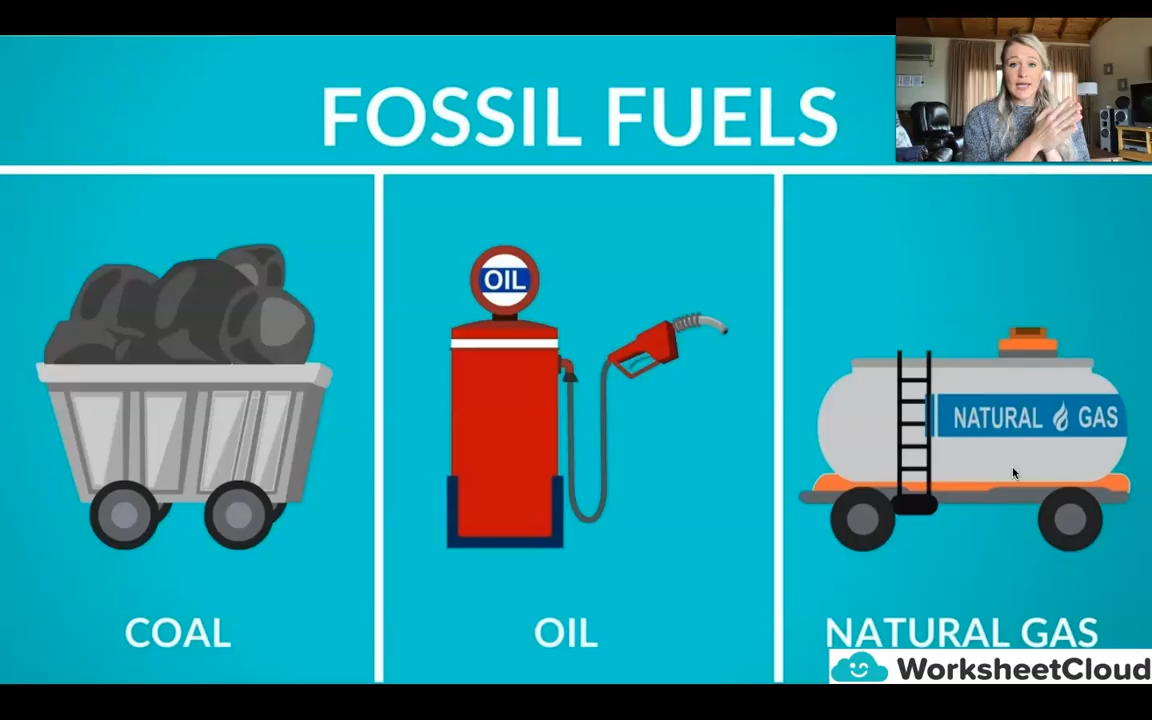 FOSSIL FUELS
OIL
NATURAL GAS
COAL
OIL
NATURAL GAS
WorksheetCloud